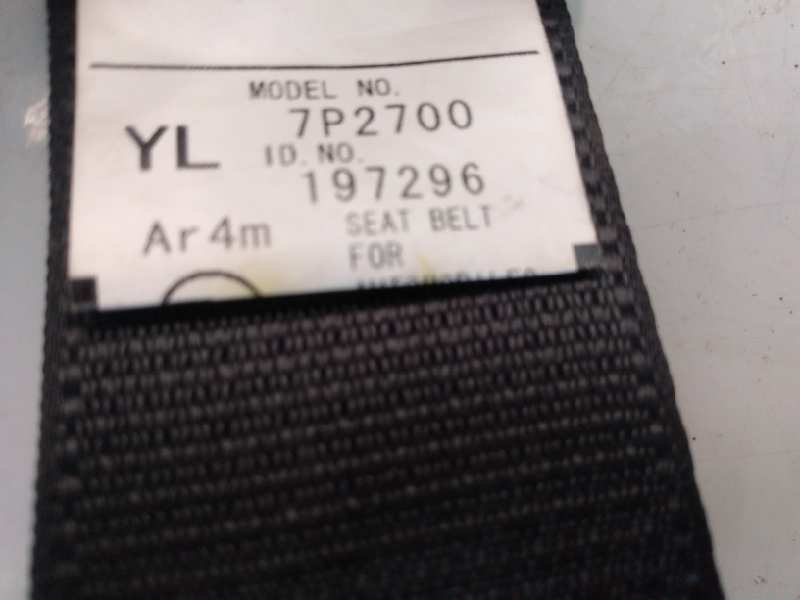 MODEL NO.
7P2700
YL
ID. NO.
197296
Ar4m
SEAT BELT
FOR